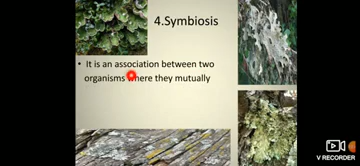 4.Symbiosis
• It is an association between two
organisms where they mutually
V RECORDER